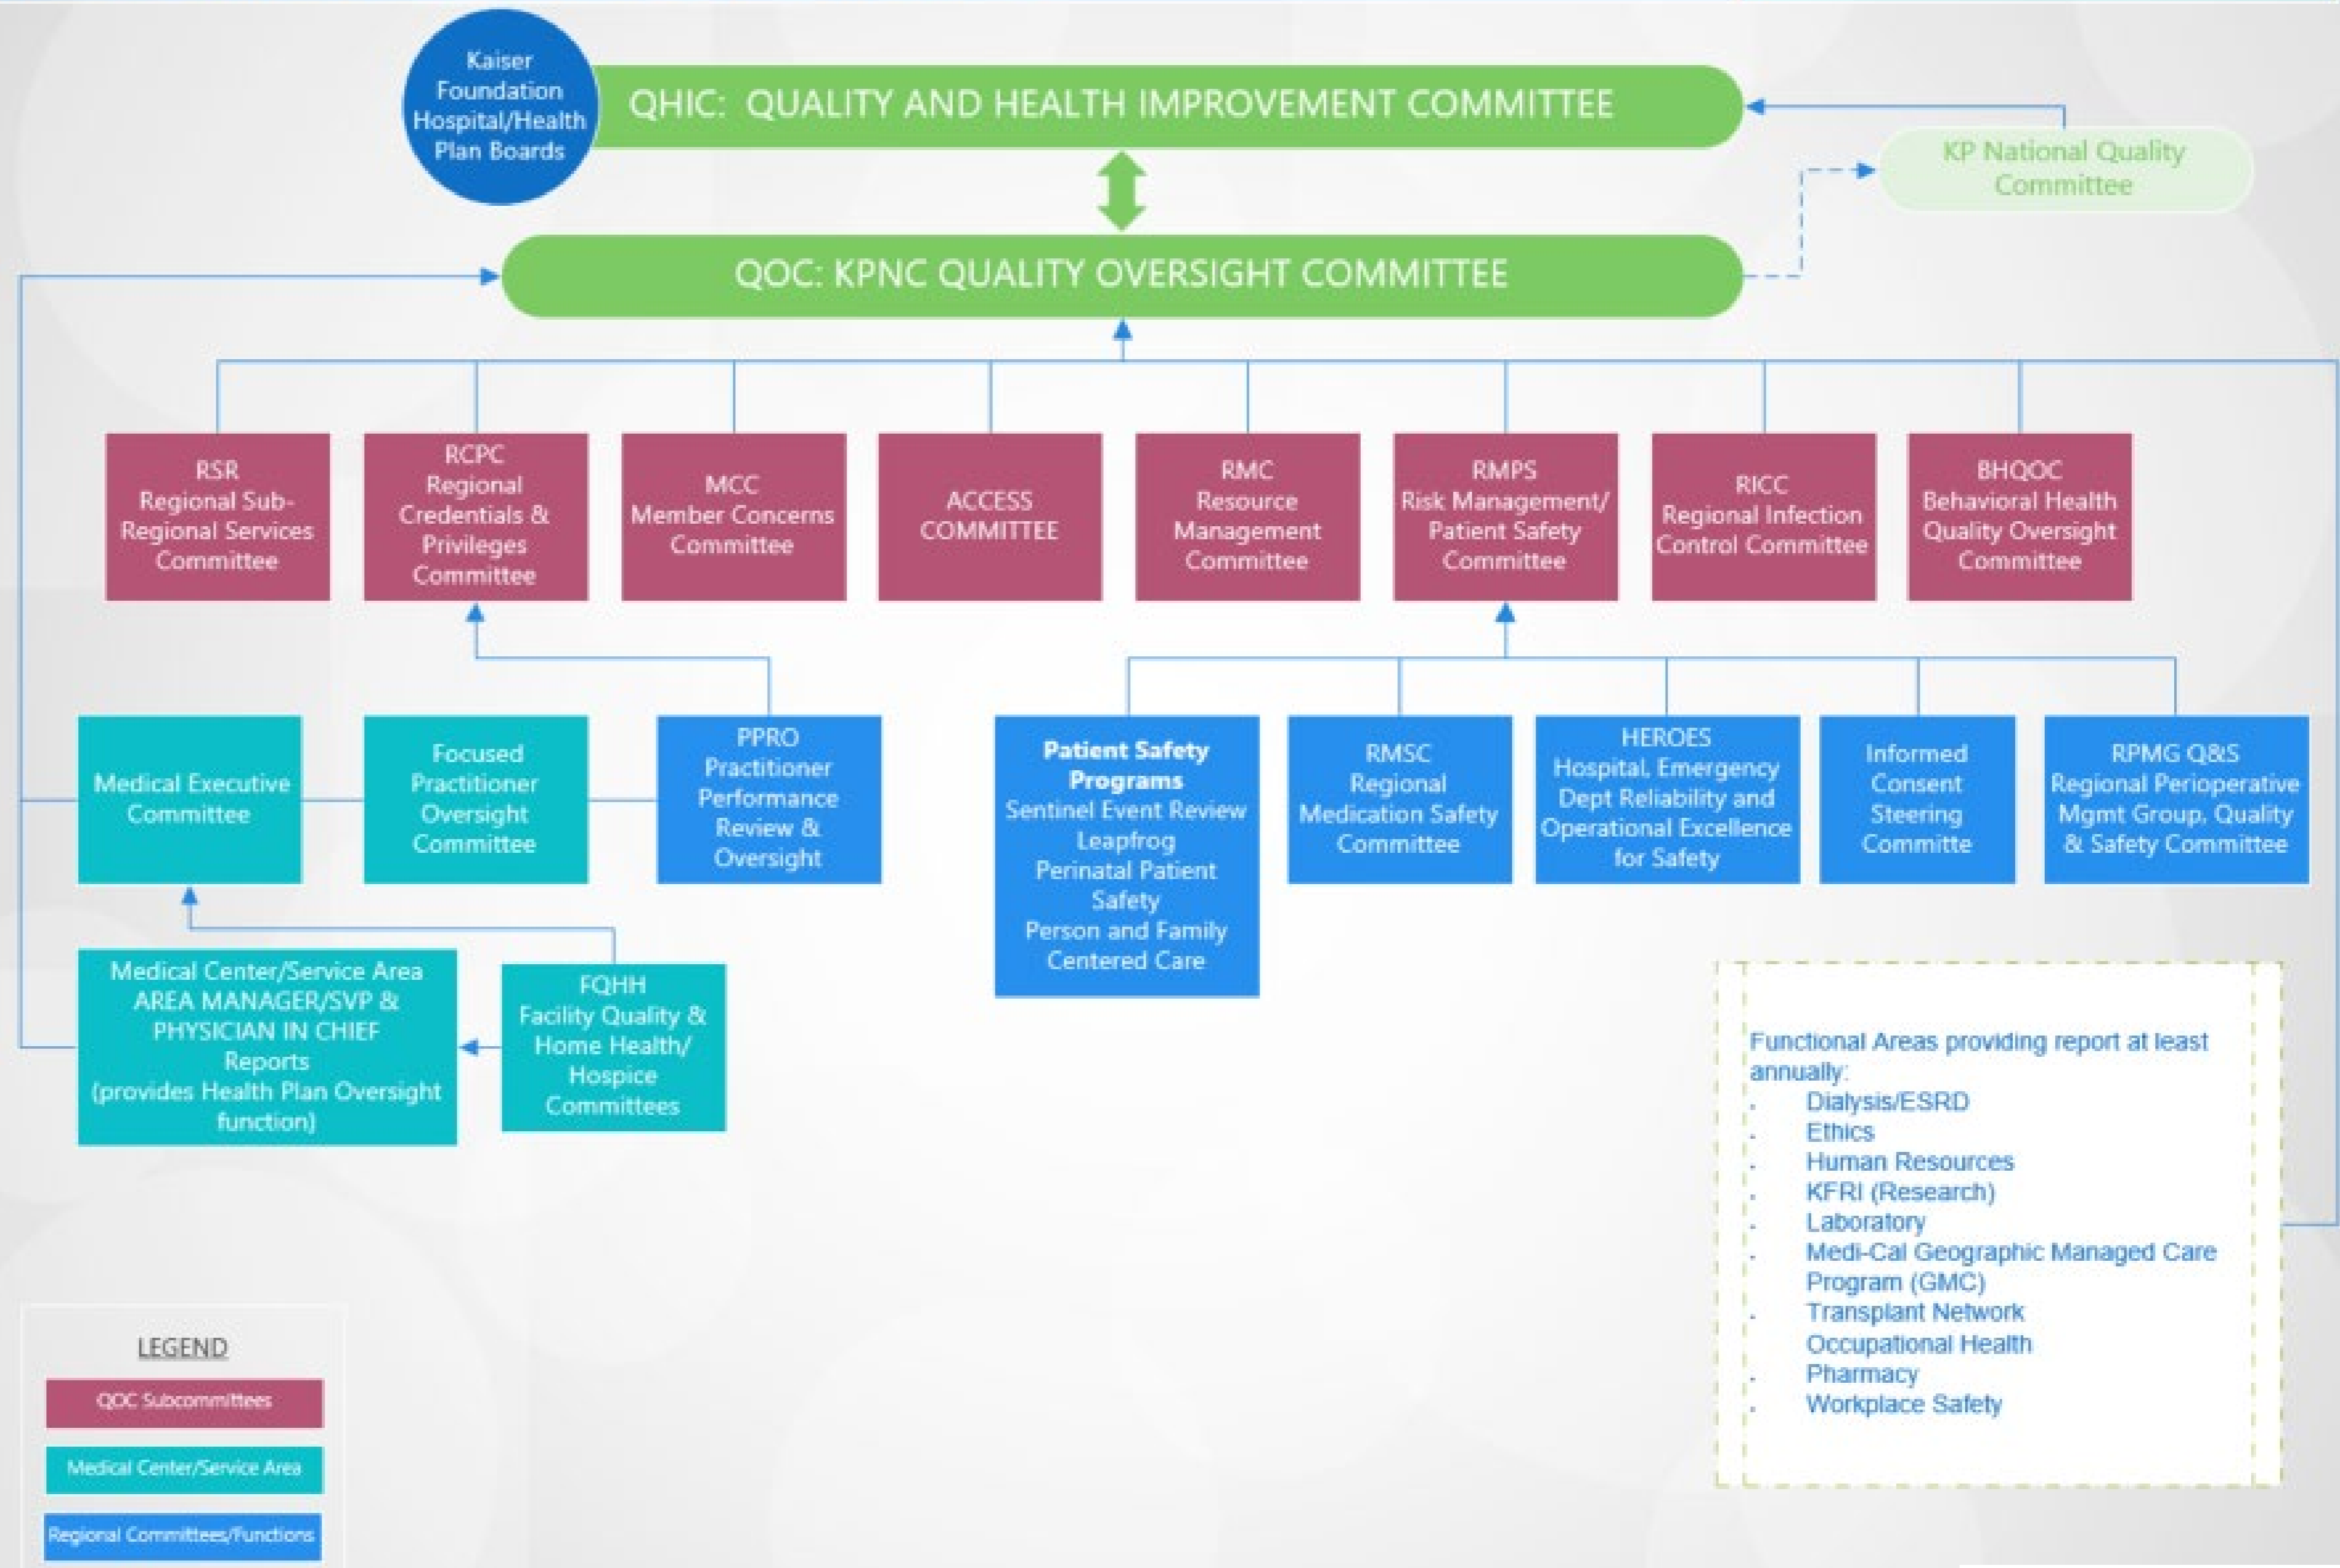 Kaiser
Foundation
Hospital/Health
Plan Boards
QHIC: QUALITY AND HEALTH IMPROVEMENT COMMITTEE
KP National Quality
Committee
QOC: KPNC QUALITY OVERSIGHT COMMITTEE
RSR
Regional Sub-
Regional Services
Committee
RCPC
Regional
Credentials &
Privileges
Committee
MCC
Member Concerns
Committee
ACCESS
COMMITTEE
RMC
Resource
Management
Committee
RMPS
Risk Management/
Patient Safety
Committee
RICC
Regional Infection
Control Committee
BHQOC
Behavioral Health
Quality Oversight
Committee
Medical Executive
Committee
Focused
Practitioner
Oversight
Committee
PPRO
Practitioner
Performance
Review &
Oversight
Patient Safety
Programs
Sentinel Event Review
Leapfrog
Perinatal Patient
Safety
Person and Family
Centered Care
RMSC
Regional
Medication Safety
Committee
HEROES
Hospital, Emergency
Dept Reliability and
Operational Excellence
for Safety
Informed
Consent
Steering
Committe
RPMG Q&S
Regional Perioperative
Mgmt Group, Quality
& Safety Committee
Medical Center/Service Area
AREA MANAGER/SVP &
PHYSICIAN IN CHIEF
Reports
(provides Health Plan Oversight
function)
FQHH
Facility Quality &
Home Health/
Hospice
Committees
Functional Areas providing report at least
annually:
. Dialysis/ESRD
. Ethics
. Human Resources
. KFRI (Research)
. Laboratory
. Medi-Cal Geographic Managed Care
Program (GMC)
. Transplant Network
Occupational Health
. Pharmacy
. Workplace Safety
LEGEND
QOC Subcommittees
Medical Center/Service Area
Regional Committees/Functions